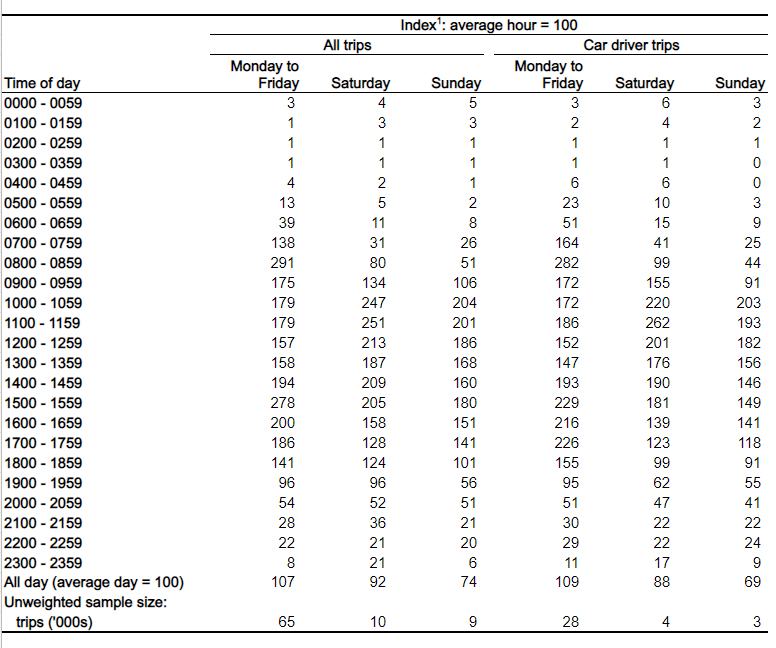 Index¹: average hour = 100
All trips Car driver trips
Monday to Monday to
Time of day Friday Saturday Sunday Friday Saturday Sunday
0000 - 0059 3 4 5 3 6 3
0100 - 0159 1 3 3 2 4 2
0200 - 0259 1 1 1 1 1 1
0300 - 0359 1 1 1 1 1 0
0400 - 0459 4 2 1 6 6 0
0500 - 0559 13 5 2 23 10 3
0600 - 0659 39 11 8 51 15 9
0700 - 0759 138 31 26 164 41 25
0800 - 0859 291 80 51 282 99 44
0900 - 0959 175 134 106 172 155 91
1000 - 1059 179 247 204 172 220 203
1100 - 1159 179 251 201 186 262 193
1200 - 1259 157 213 186 152 201 182
1300 - 1359 158 187 168 147 176 156
1400 - 1459 194 209 160 193 190 146
1500 - 1559 278 205 180 229 181 149
1600 - 1659 200 158 151 216 139 141
1700 - 1759 186 128 141 226 123 118
1800 - 1859 141 124 101 155 99 91
1900 - 1959 96 96 56 95 62 55
2000 - 2059 54 52 51 51 47 41
2100 - 2159 28 36 21 30 22 22
2200 - 2259 22 21 20 29 22 24
2300 - 2359 8 21 6 11 17 9
All day (average day = 100) 107 92 74 109 88 69
Unweighted sample size:
trips ('000s) 65 10 9 28 4 3